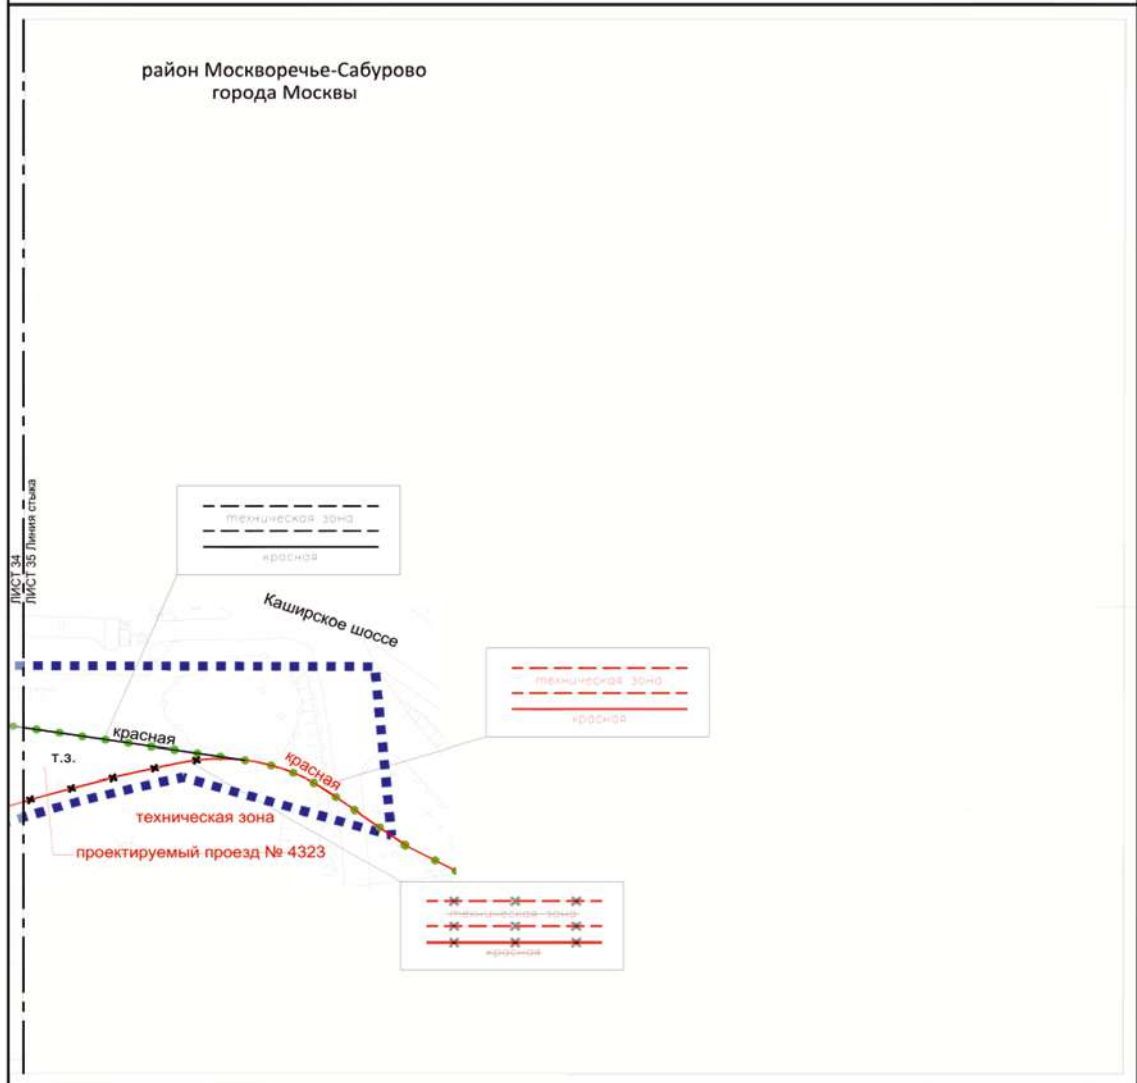 район Москворечье-Сабурово
города Москвы
ЛИСТ 34
ЛИСТ 35 Линия стыка
техническая зона
красная
Каширское шоссе
техническая зона
красная
красная
т.з.
красная
техническая зона
проектируемый проезд № 4323
техническая зона
красная